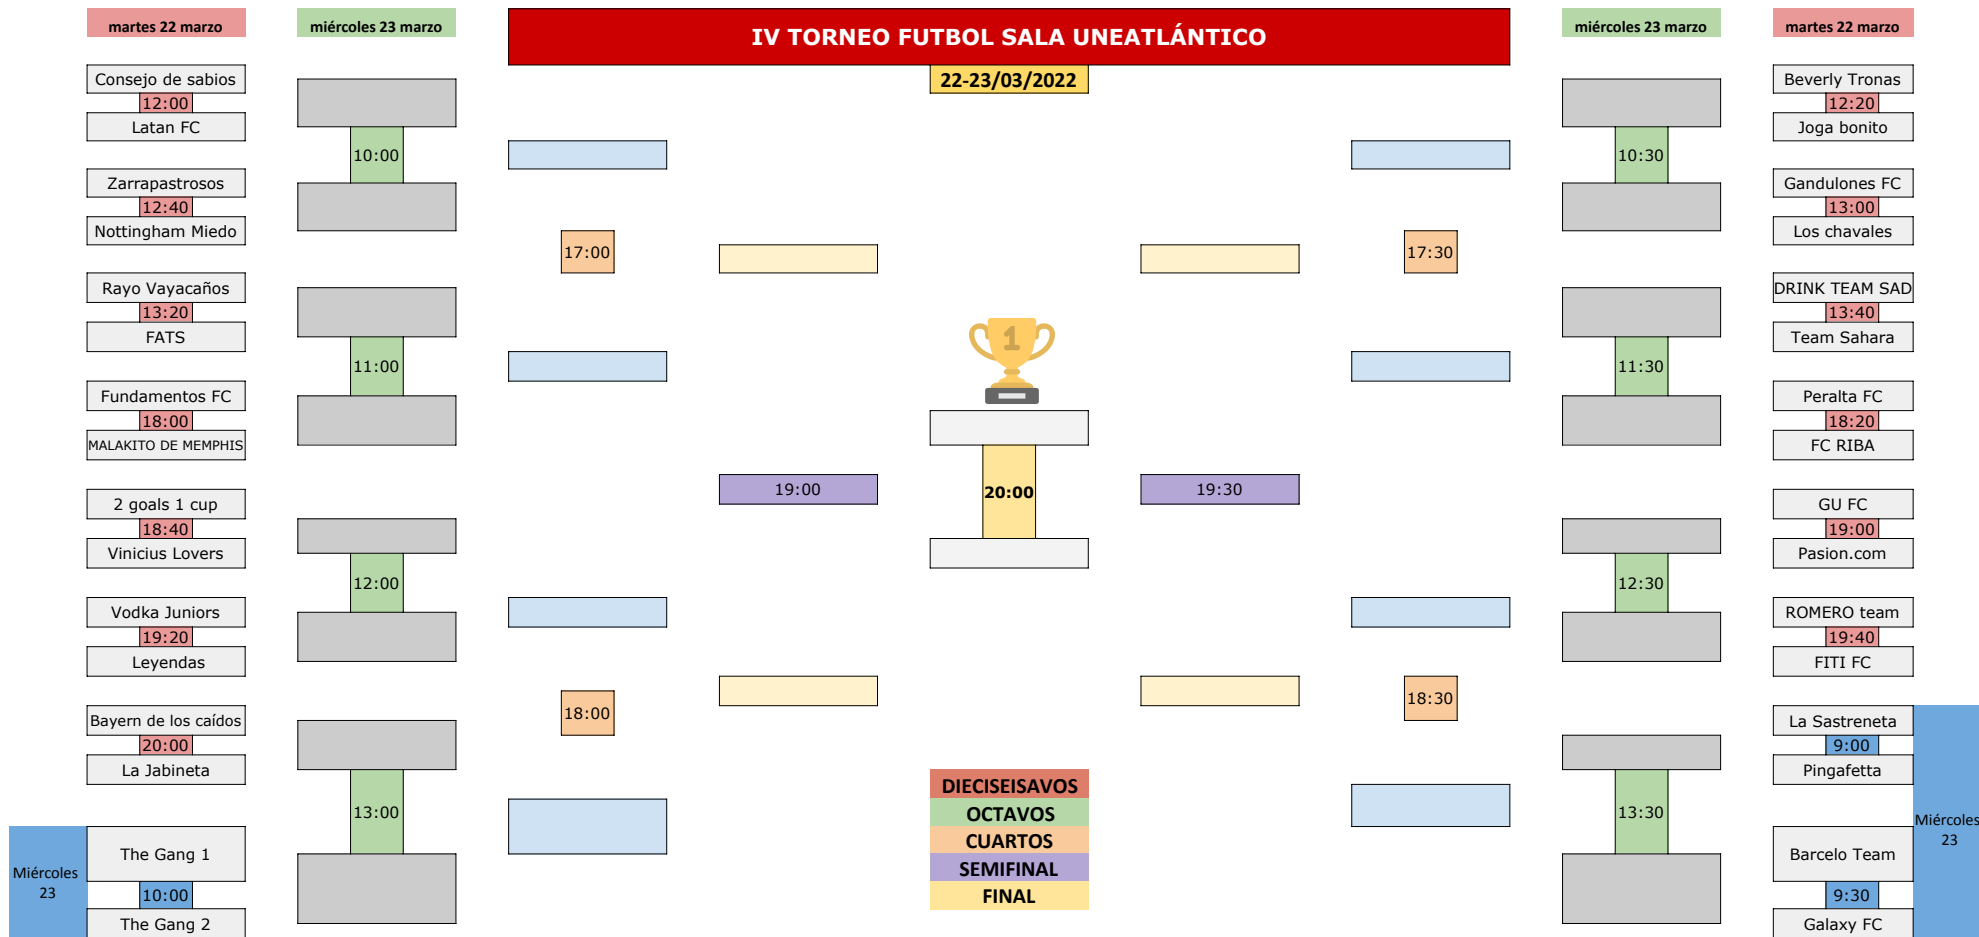 martes 22 marzo
miércoles 23 marzo
IV TORNEO FUTBOL SALA UNEATLÁNTICO
miércoles 23 marzo
martes 22 marzo
22-23/03/2022
Consejo de sabios
12:00
Latan FC
Zarrapastrosos
12:40
Nottingham Miedo
Rayo Vayacaños
13:20
FATS
Fundamentos FC
18:00
MALAKITO DE MEMPHIS
2 goals 1 cup
18:40
Vinicius Lovers
Vodka Juniors
19:20
Leyendas
Bayern de los caídos
20:00
La Jabineta
Miércoles
23
The Gang 1
10:00
The Gang 2
10:00
11:00
12:00
13:00
17:00
18:00
19:00
1
20:00
19:30
17:30
18:30
10:30
11:30
12:30
13:30
Beverly Tronas
12:20
Joga bonito
Gandulones FC
13:00
Los chavales
DRINK TEAM SAD
13:40
Team Sahara
Peralta FC
18:20
FC RIBA
GU FC
19:00
Pasion.com
ROMERO team
19:40
FITI FC
La Sastreneta
9:00
Pingafetta
Barcelo Team
9:30
Galaxy FC
Miércoles
23
DIECISEISAVOS
OCTAVOS
CUARTOS
SEMIFINAL
FINAL